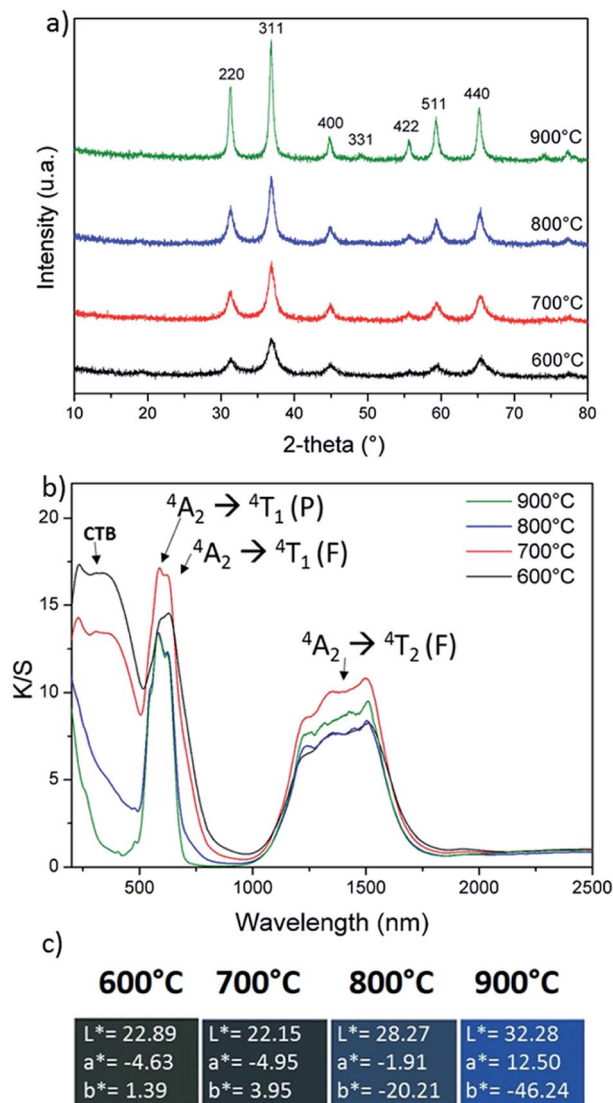 a)
311
220
400
331
422
511
440
900°C
800°C
700°C
600°C
Intensity (u.a.)
10 20 30 40 50 60 70 80
2-theta (°)
b)
20
15
10
5
0
K/S
CTB
⁴A₂ → ⁴T₁ (P)
⁴A₂ → ⁴T₁ (F)
⁴A₂ → ⁴T₂ (F)
900°C
800°C
700°C
600°C
500 1000 1500 2000 2500
Wavelength (nm)
c)
600°C 700°C 800°C 900°C
L*= 22.89 L*= 22.15 L*= 28.27 L*= 32.28
a*= -4.63 a*= -4.95 a*= -1.91 a*= 12.50
b*= 1.39 b*= 3.95 b*= -20.21 b*= -46.24